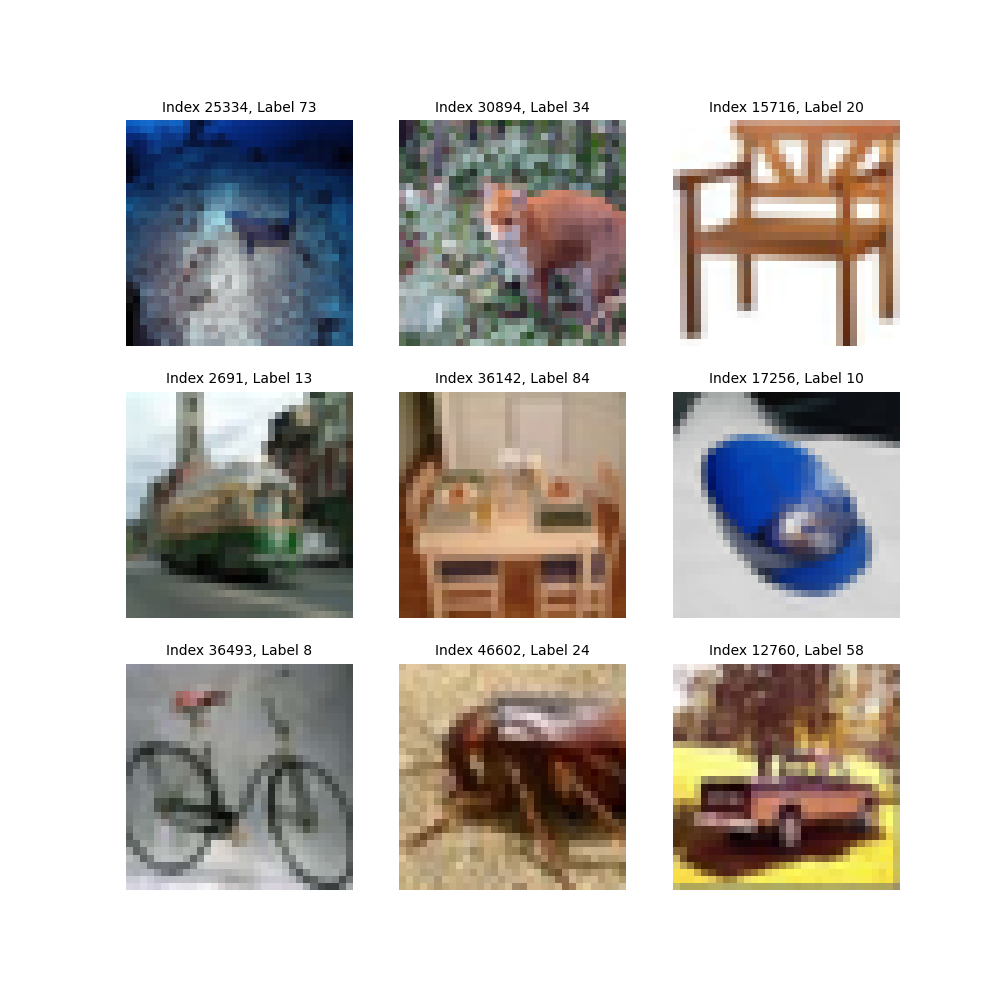 Index 25334, Label 73
Index 30894, Label 34
Index 15716, Label 20
Index 2691, Label 13
Index 36142, Label 84
Index 17256, Label 10
Index 36493, Label 8
Index 46602, Label 24
Index 12760, Label 58